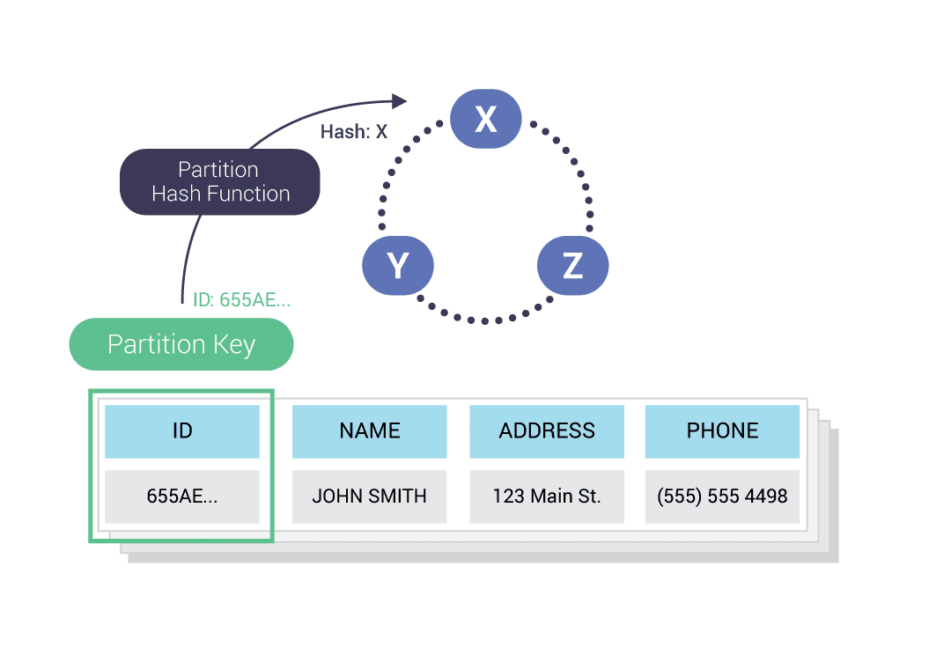 X
Hash: X
Partition
Hash Function
Y
Z
ID: 655AE...
Partition Key
ID NAME ADDRESS PHONE
655AE... JOHN SMITH 123 Main St. (555) 555 4498